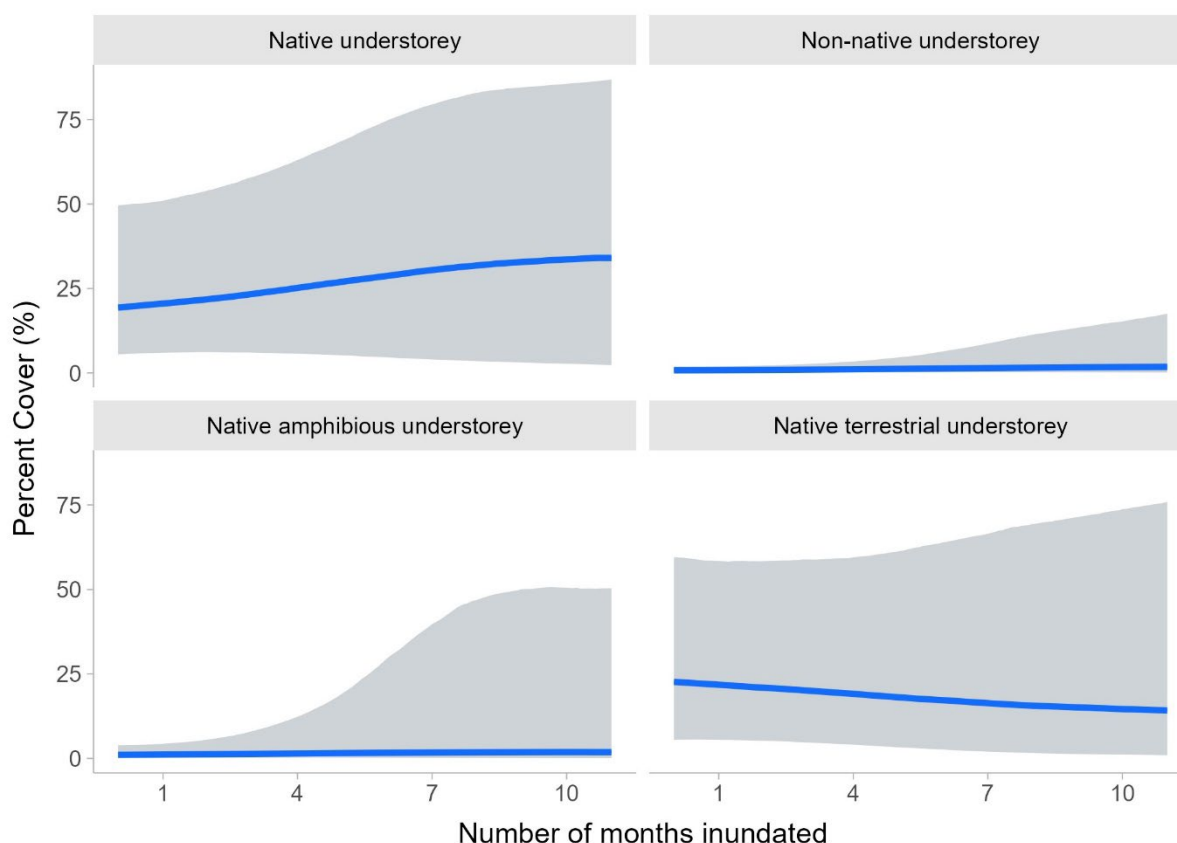 Native understorey
Non-native understorey
75
50
25
0
Native amphibious understorey
Native terrestrial understorey
75
50
25
0
Percent Cover (%)
1
4
7
10
1
4
7
10
Number of months inundated